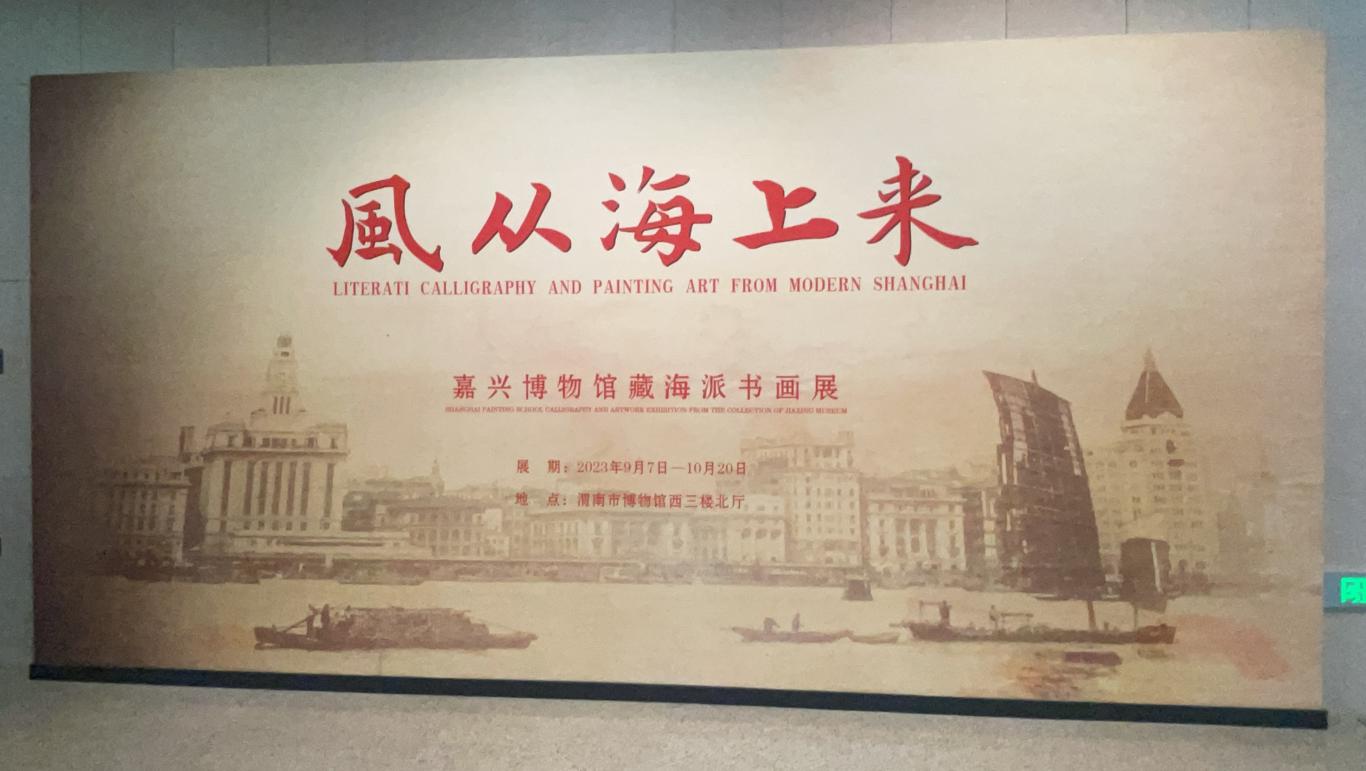 風从海上来
LITERATI CALLIGRAPHY AND PAINTING ART FROM MODERN SHANGHAI
嘉兴博物馆藏海派书画展
SHANGHAI PAINTING SCHOOL CALLIGRAPHY AND ARTWORK EXHIBITION FROM THE COLLECTION OF JIAXING MUSEUM
展 期：2023年9月7日—10月20日
地 点：渭南市博物馆西三楼北厅